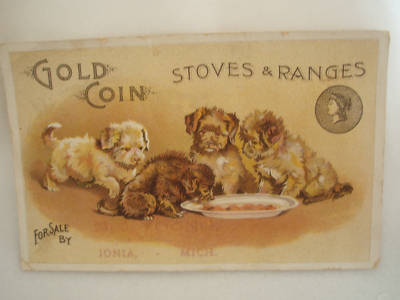 GOLD COIN
STOVES & RANGES
FOR SALE
BY
IONIA, - MICH.